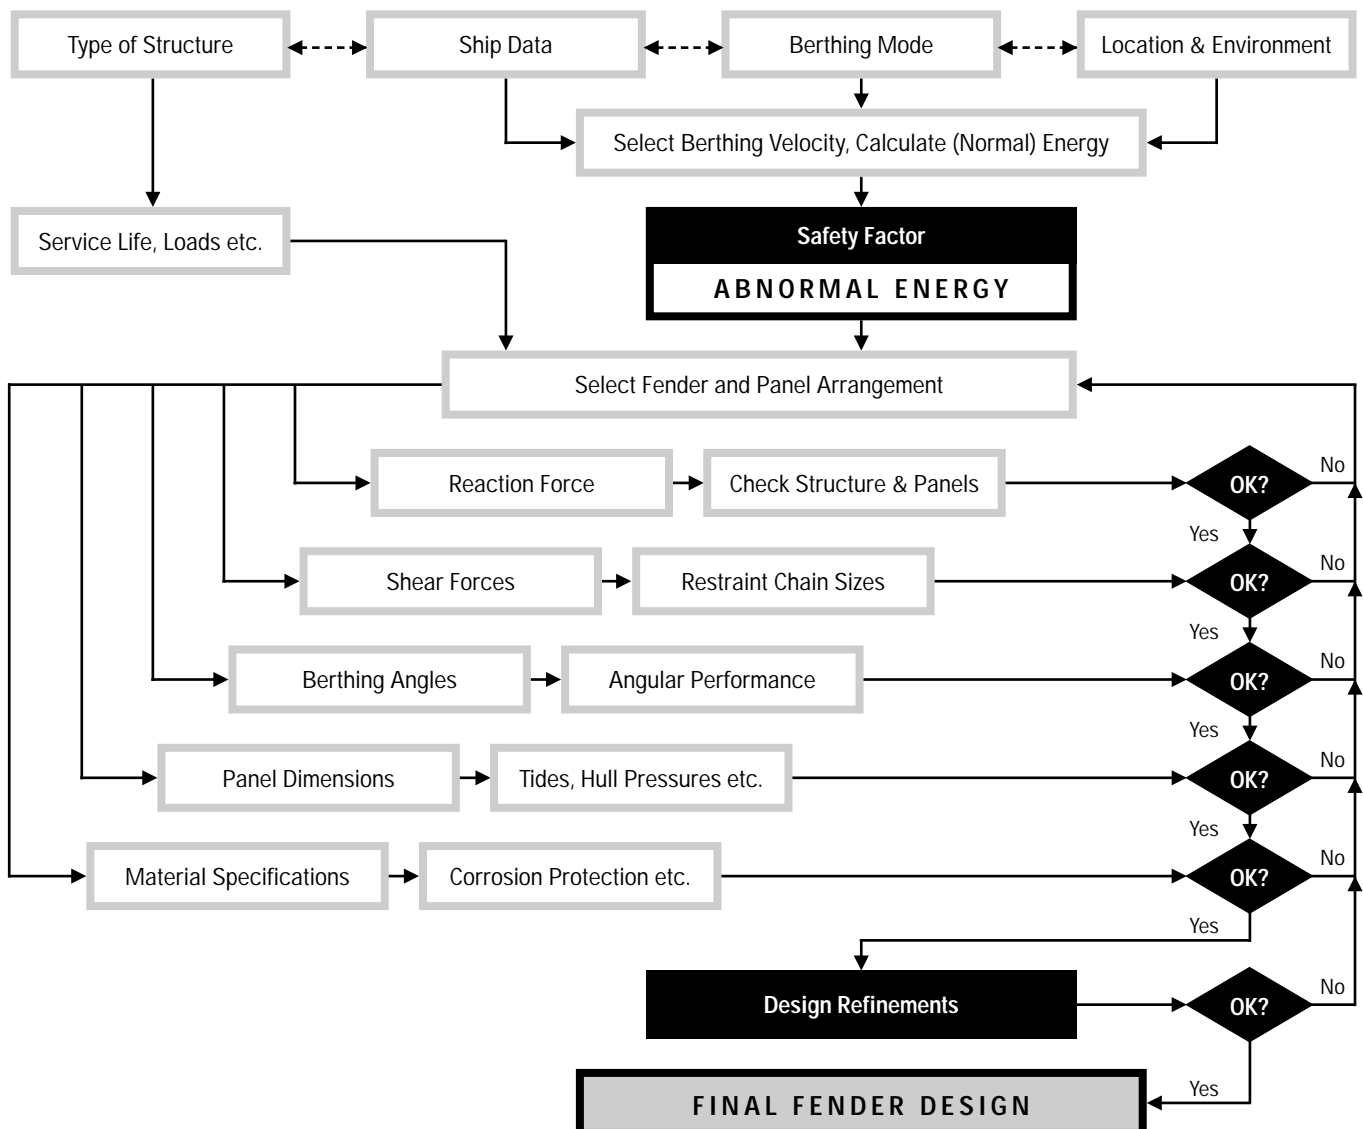 Type of Structure
Ship Data
Berthing Mode
Location & Environment
Select Berthing Velocity, Calculate (Normal) Energy
Service Life, Loads etc.
Safety Factor
ABNORMAL ENERGY
Select Fender and Panel Arrangement
Reaction Force
Check Structure & Panels
OK?
No
Yes
Shear Forces
Restraint Chain Sizes
OK?
No
Yes
Berthing Angles
Angular Performance
OK?
No
Yes
Panel Dimensions
Tides, Hull Pressures etc.
OK?
No
Yes
Material Specifications
Corrosion Protection etc.
OK?
No
Yes
Design Refinements
OK?
No
Yes
FINAL FENDER DESIGN